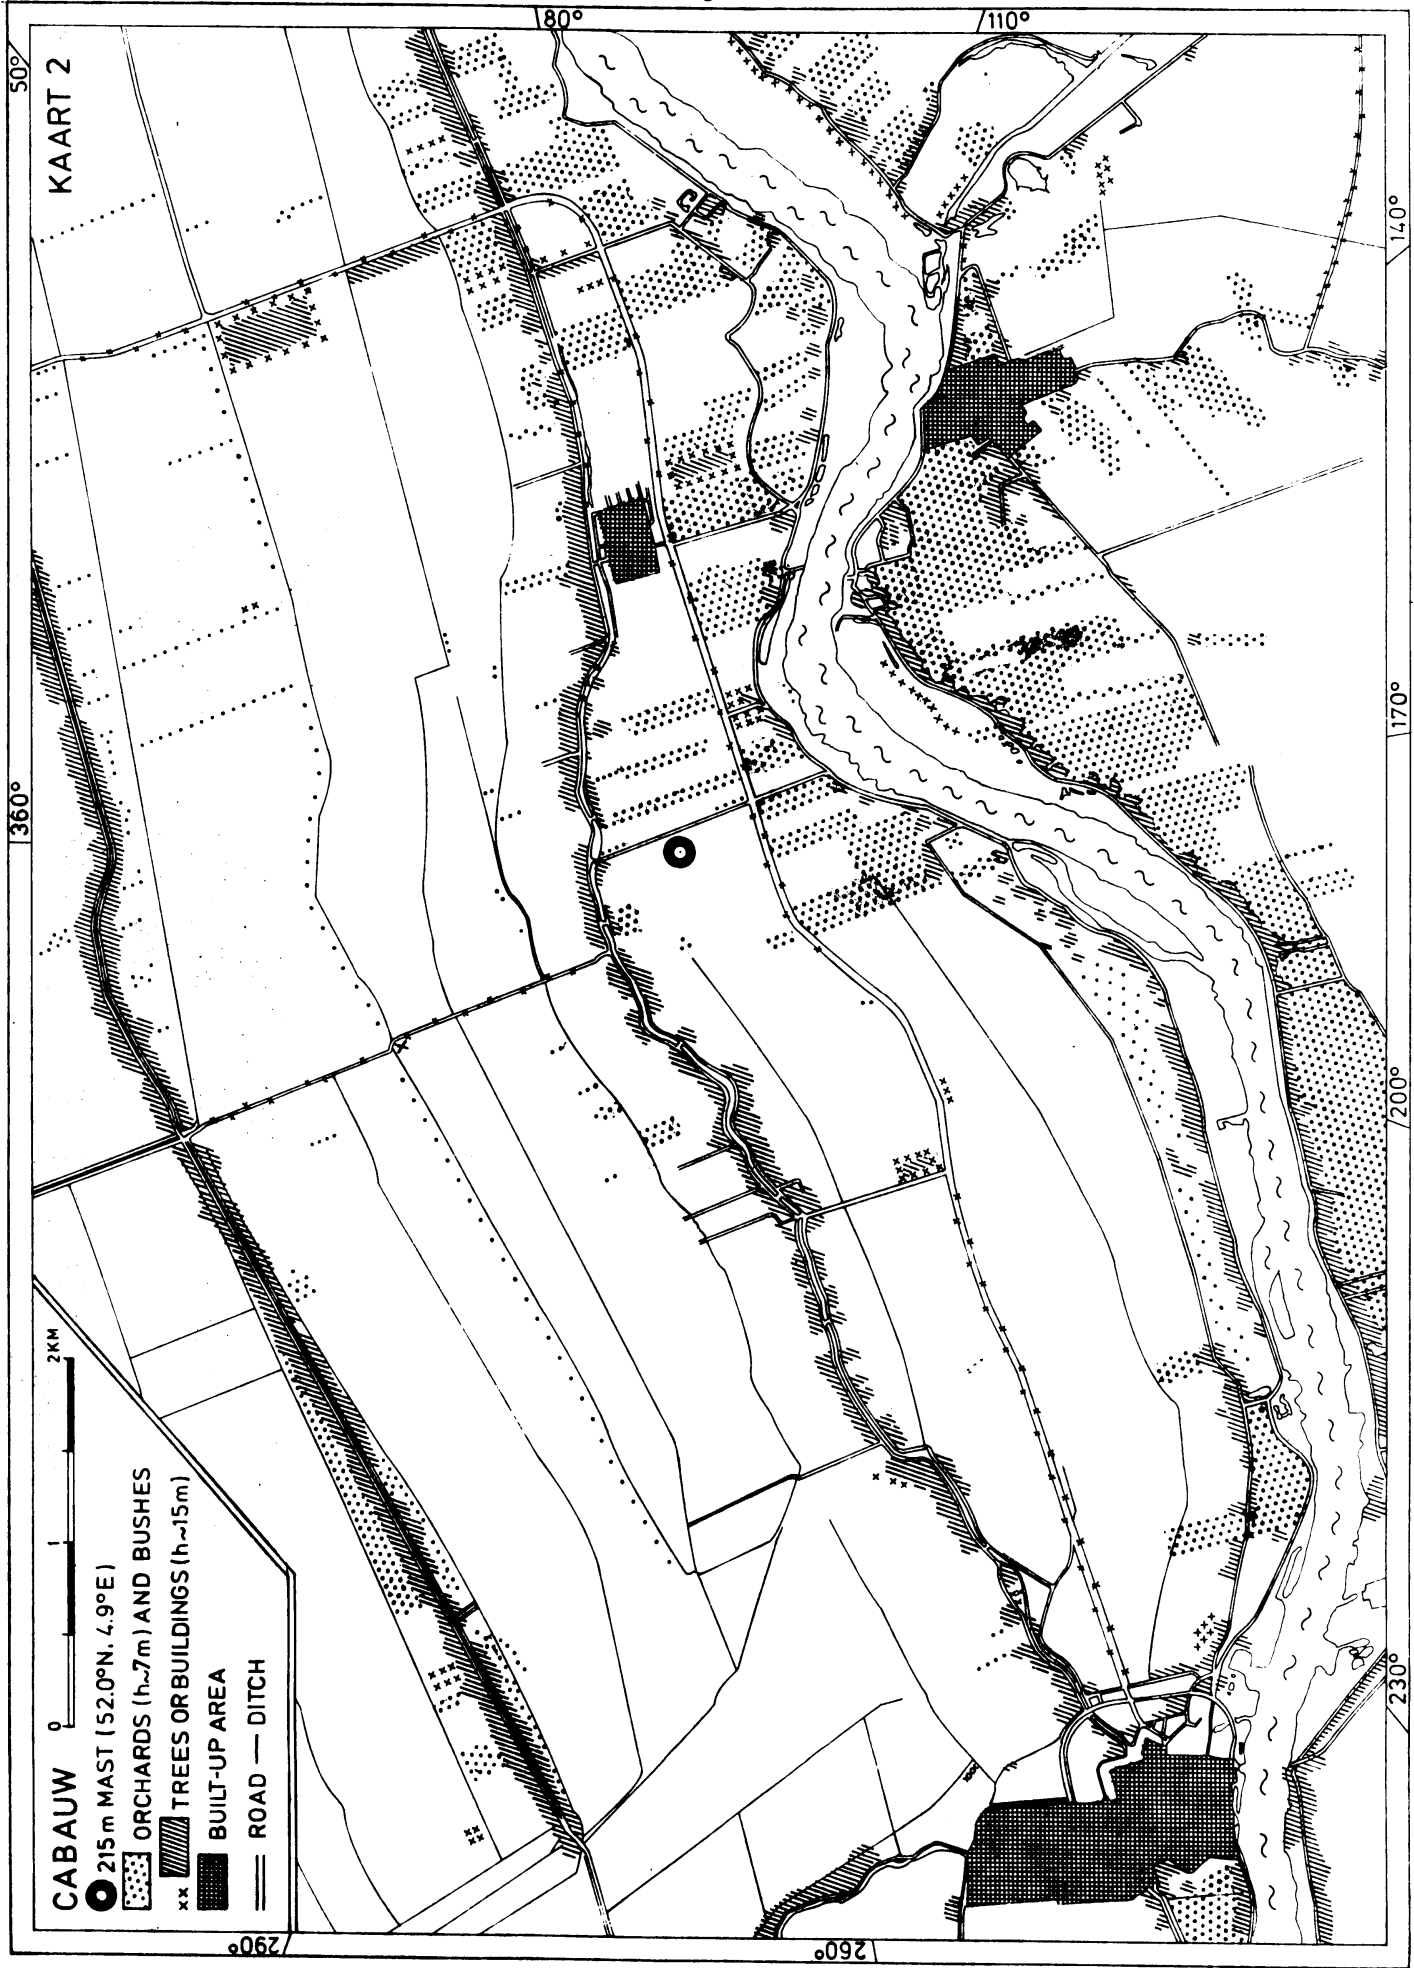 KAART 2
CABAUW
0 1 2KM
215 m MAST (52.0°N. 4.9°E)
ORCHARDS (h~7m) AND BUSHES
xx TREES OR BUILDINGS (h~15m)
BUILT-UP AREA
ROAD — DITCH
50°
80°
110°
140°
170°
200°
230°
260°
290°
360°